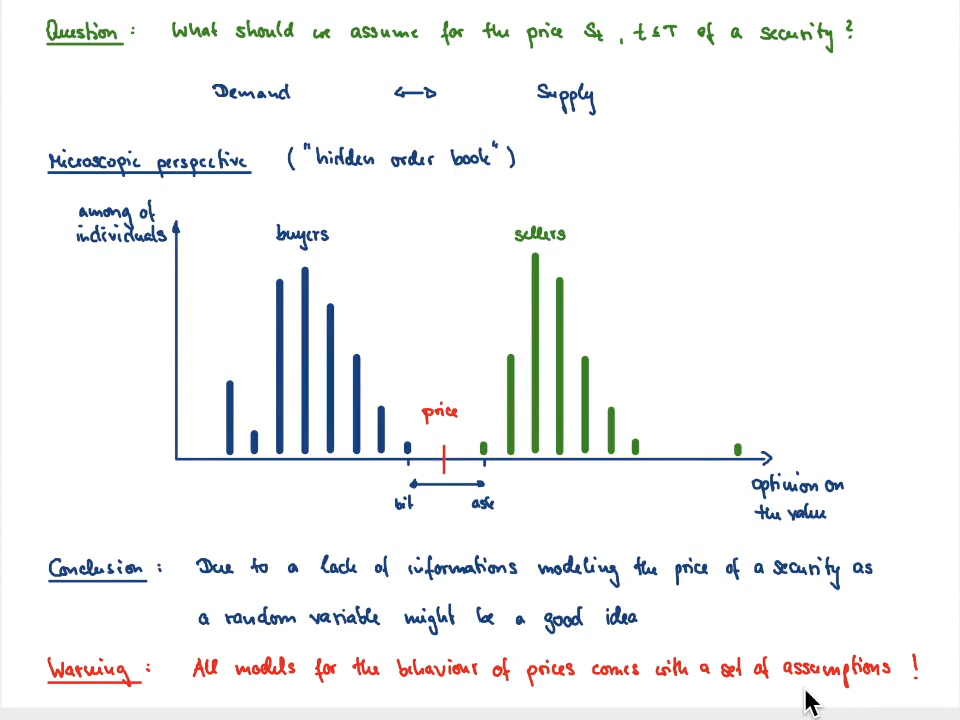 Question : What should we assume for the price St , t ≤ T of a security ?
Demand ↔ Supply
Microscopic perspective ( "hidden order book" )
among of
individuals
buyers
sellers
price
bit
ask
optinion on
the value
Conclusion : Due to a lack of informations modeling the price of a security as
a random variable might be a good idea
Warning : All models for the behaviour of prices comes with a set of assumptions !